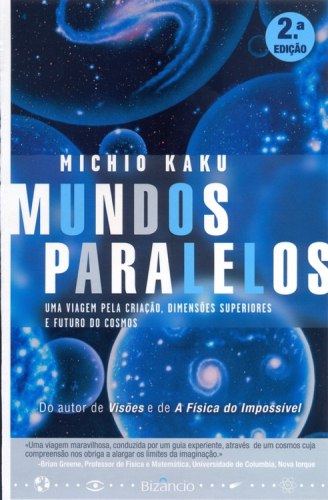 2.ª
EDIÇÃO
MICHIO KAKU
MUNDOS
PARALELOS
UMA VIAGEM PELA CRIAÇÃO, DIMENSÕES SUPERIORES
E FUTURO DO COSMOS
Do autor de Visões e de A Física do Impossível
«Uma viagem maravilhosa, conduzida por um guia experiente, através de um cosmos cuja
compreensão nos obriga a alargar os limites da imaginação.»
-Brian Greene, Professor de Física e Matemática, Universidade de Columbia, Nova Iorque
Bizâncio